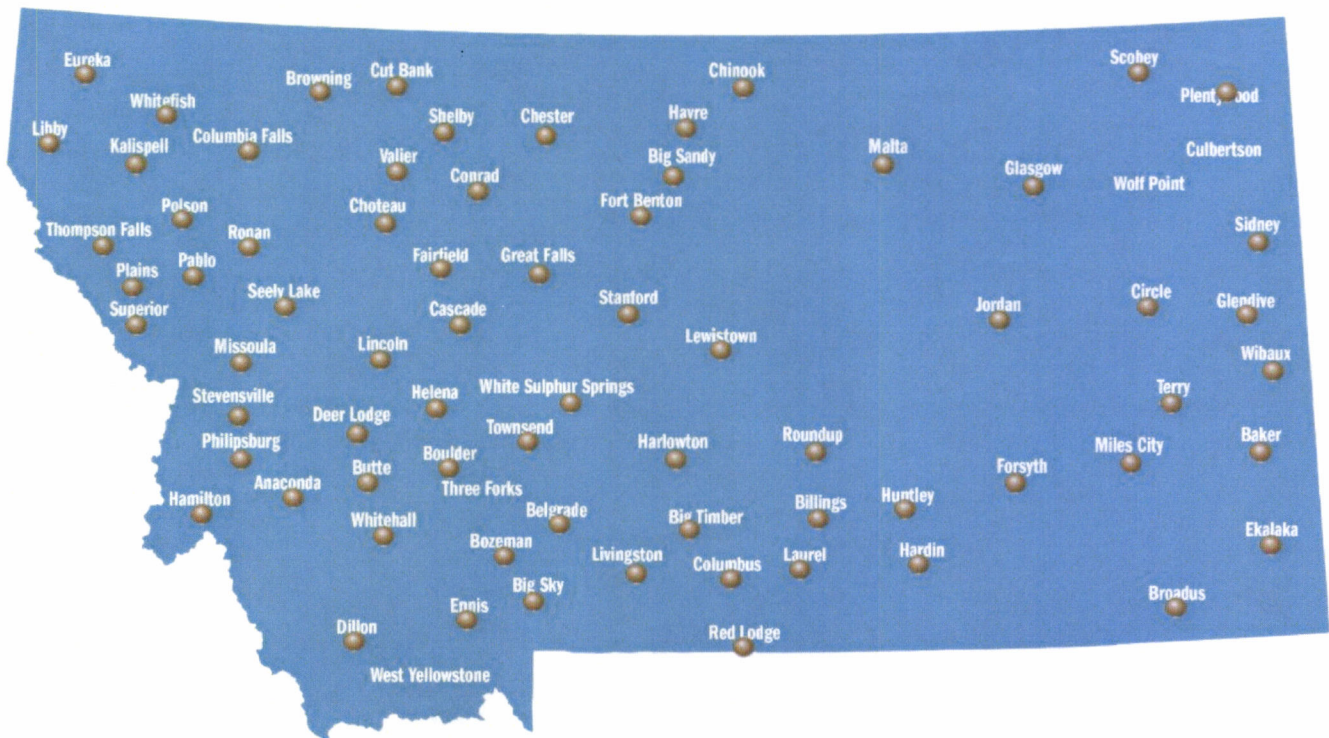 Eureka
Cut Bank
Browning
Chinook
Scobey
Plentywood
Whitefish
Libby
Columbia Falls
Kalispell
Shelby
Chester
Havre
Malta
Culbertson
Valier
Conrad
Big Sandy
Glasgow
Wolf Point
Polson
Choteau
Fort Benton
Thompson Falls
Ronan
Sidney
Pablo
Plains
Fairfield
Great Falls
Seely Lake
Superior
Cascade
Stanford
Jordan
Circle
Glendive
Missoula
Lincoln
Lewistown
Wibaux
Stevensville
Helena
White Sulphur Springs
Terry
Deer Lodge
Townsend
Philipsburg
Harlowton
Roundup
Miles City
Baker
Boulder
Butte
Anaconda
Three Forks
Forsyth
Hamilton
Whitehall
Belgrade
Big Timber
Billings
Huntley
Ekalaka
Bozeman
Livingston
Columbus
Laurel
Hardin
Big Sky
Ennis
Broadus
Dillon
Red Lodge
West Yellowstone